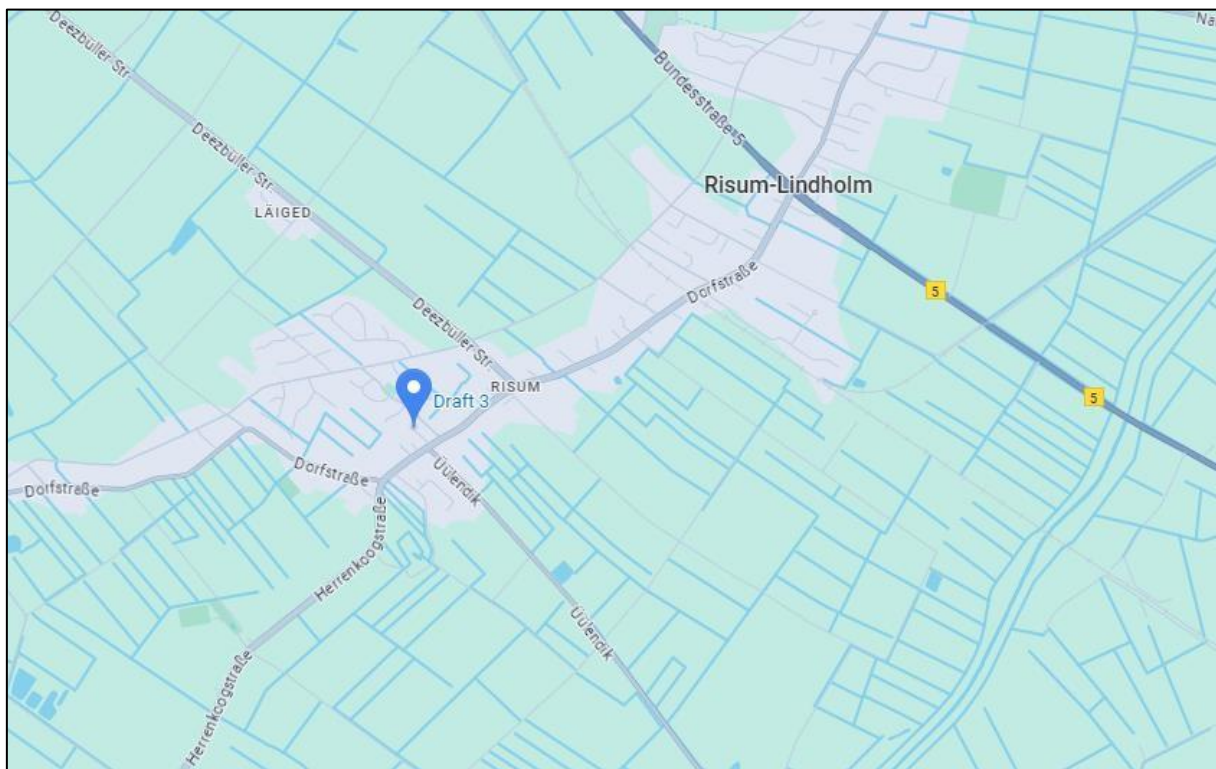 Deezbüller Str.
Na
Bundesstraße 5
Deezbüller Str.
Risum-Lindholm
LÄIGED
Dorfstraße
5
Deezbüller Str.
RISUM
Draft 3
5
Dorfstraße
Üülendik
Dorfstraße
Herrenkoogstraße
Üülendik
Herrenkoogstraße